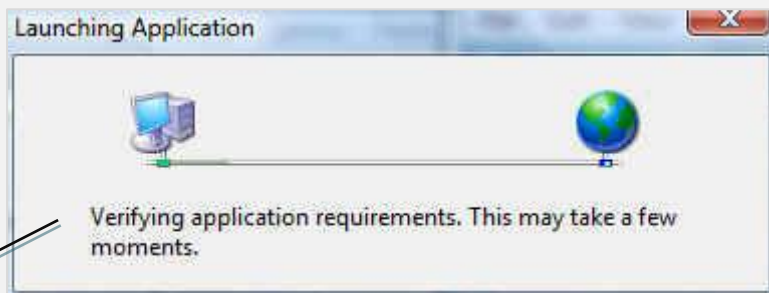 Launching Application
Verifying application requirements. This may take a few
moments.